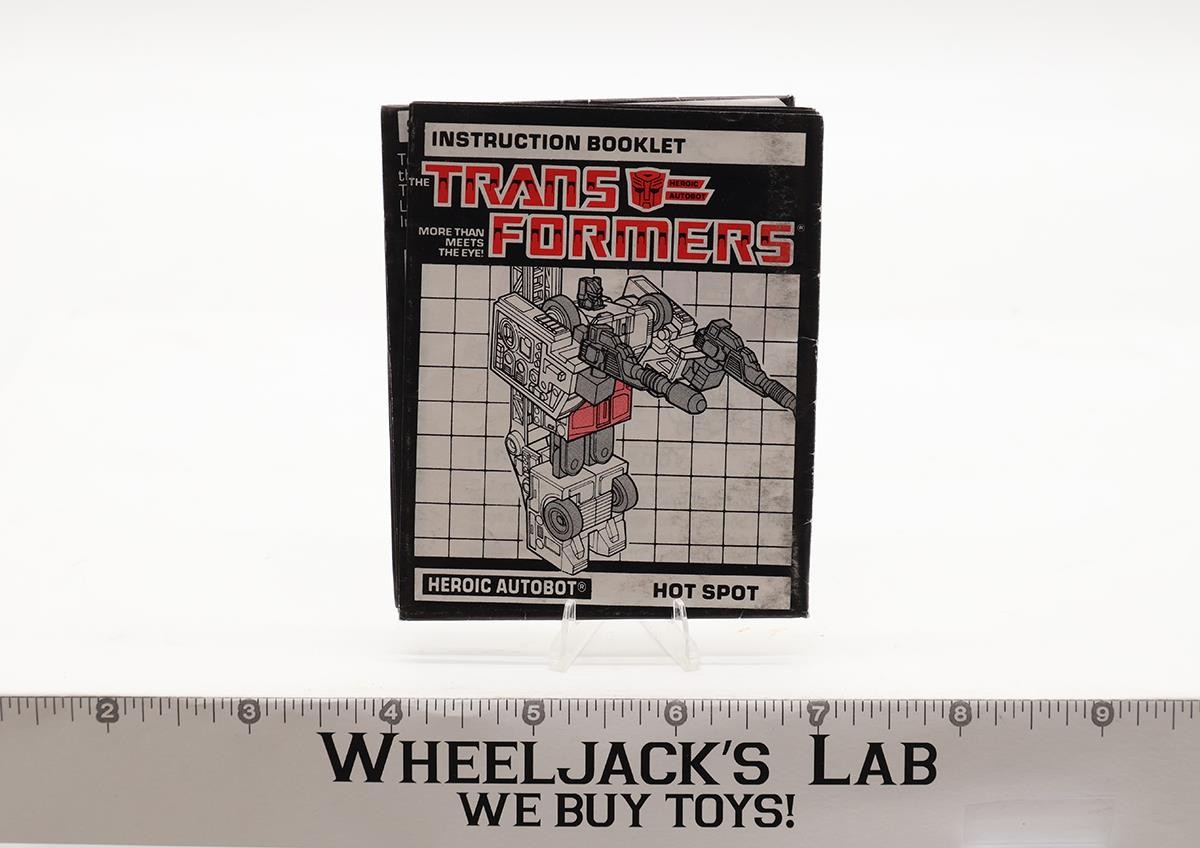 INSTRUCTION BOOKLET
THE TRANS
HEROIC
AUTOBOT
FORMERS®
MORE THAN
MEETS
THE EYE!
HEROIC AUTOBOT®
HOT SPOT
2 3 4 5 6 7 8 9
WHEELJACK'S LAB
WE BUY TOYS!